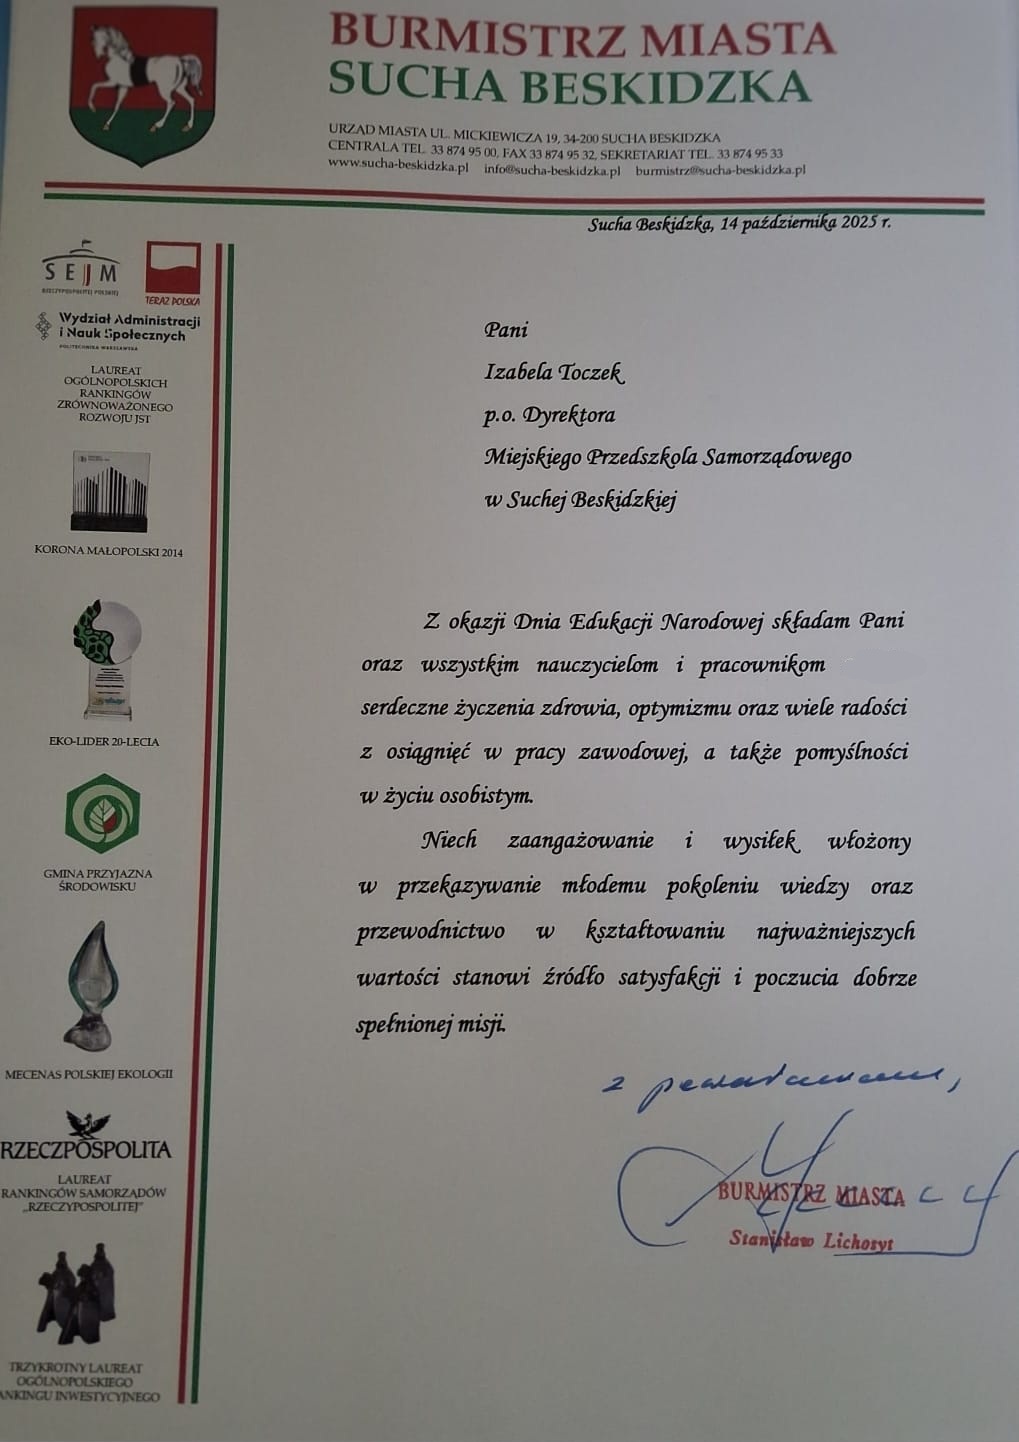 BURMISTRZ MIASTA
SUCHA BESKIDZKA
URZĄD MIASTA UL. MICKIEWICZA 19, 34-200 SUCHA BESKIDZKA
CENTRALA TEL. 33 874 95 00, FAX 33 874 95 32, SEKRETARIAT TEL. 33 874 95 33
www.sucha-beskidzka.pl info@sucha-beskidzka.pl burmistrz@sucha-beskidzka.pl
Sucha Beskidzka, 14 października 2025 r.
SEJM
RZECZYPOSPOLITEJ POLSKIEJ
TERAZ POLSKA
Wydział Administracji
i Nauk Społecznych
POLITECHNIKA WARSZAWSKA
LAUREAT
OGÓLNOPOLSKICH
RANKINGÓW
ZRÓWNOWAŻONEGO
ROZWOJU JST
KORONA MAŁOPOLSKI 2014
EKO-LIDER 20-LECIA
GMINA PRZYJAZNA
ŚRODOWISKU
MECENAS POLSKIEJ EKOLOGII
RZECZPOSPOLITA
LAUREAT
RANKINGÓW SAMORZĄDÓW
„RZECZYPOSPOLITEJ”
TRZYKROTNY LAUREAT
OGÓLNOPOLSKIEGO
ANKINGU INWESTYCYJNEGO
Pani
Izabela Toczek
p.o. Dyrektora
Miejskiego Przedszkola Samorządowego
w Suchej Beskidzkiej
Z okazji Dnia Edukacji Narodowej składam Pani
oraz wszystkim nauczycielom i pracownikom
serdeczne życzenia zdrowia, optymizmu oraz wiele radości
z osiągnięć w pracy zawodowej, a także pomyślności
w życiu osobistym.
Niech zaangażowanie i wysiłek włożony
w przekazywanie młodemu pokoleniu wiedzy oraz
przewodnictwo w kształtowaniu najważniejszych
wartości stanowi źródło satysfakcji i poczucia dobrze
spełnionej misji.
z poważaniem,
BURMISTRZ MIASTA
Stanisław Lichosyt